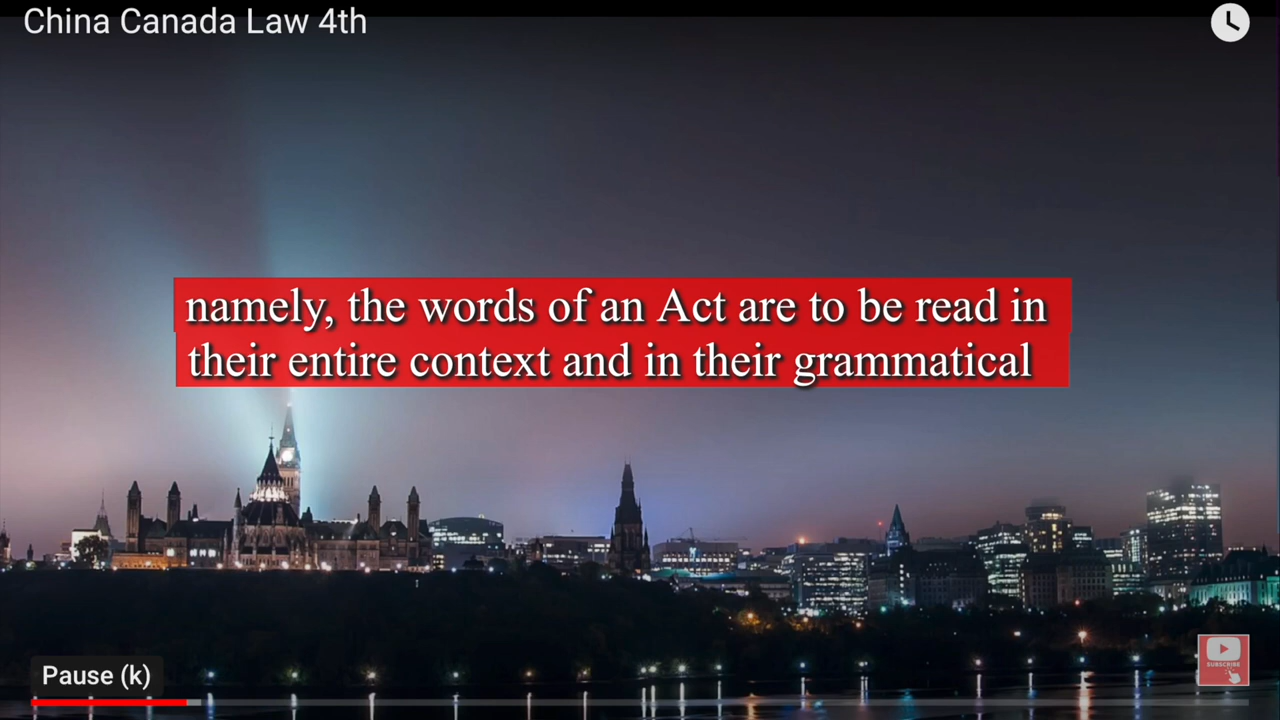 China Canada Law 4th
namely, the words of an Act are to be read in
their entire context and in their grammatical
SUBSCRIBE
Pause (k)